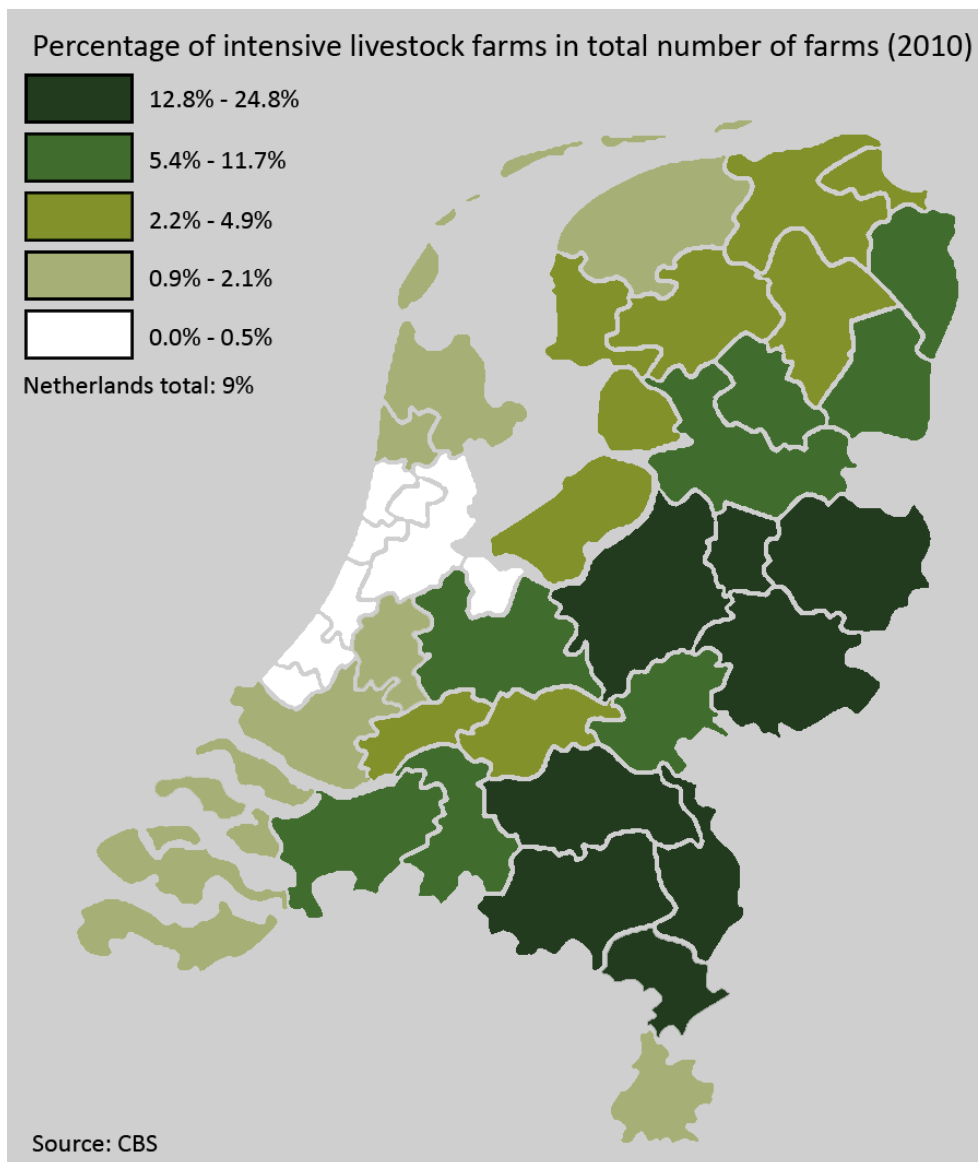 Percentage of intensive livestock farms in total number of farms (2010)
12.8% - 24.8%
5.4% - 11.7%
2.2% - 4.9%
0.9% - 2.1%
0.0% - 0.5%
Netherlands total: 9%
Source: CBS